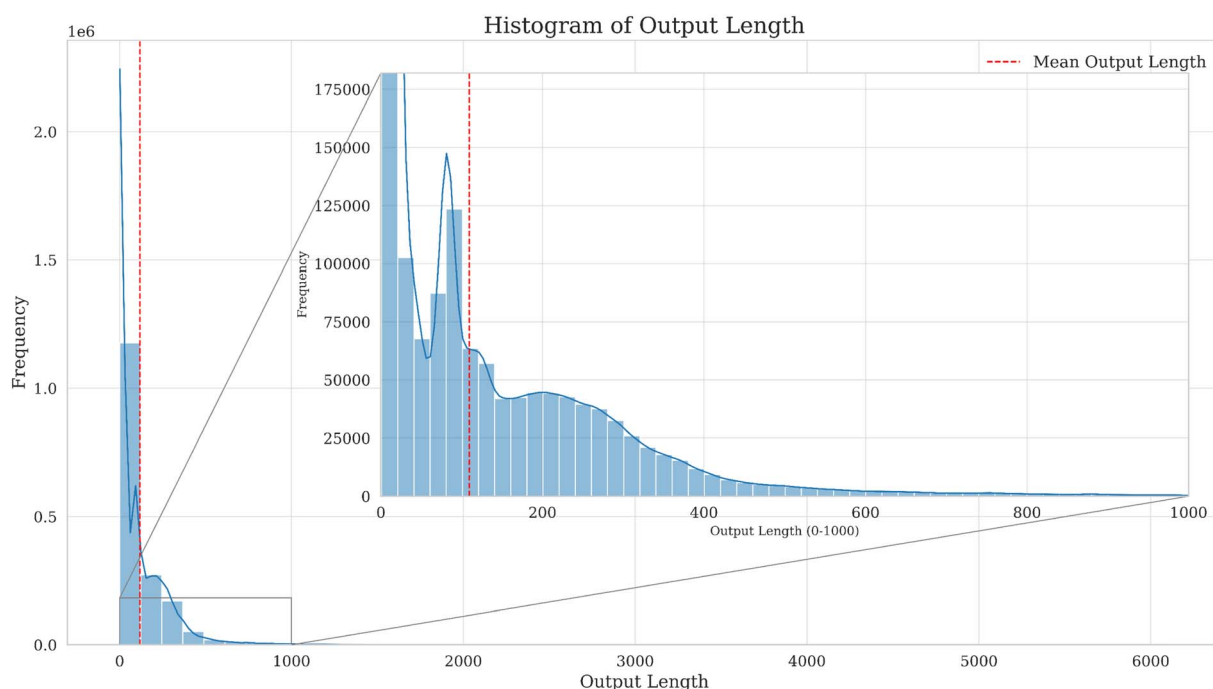 Histogram of Output Length
1e6
Mean Output Length
Frequency
2.0
1.5
1.0
0.5
0.0
175000
150000
125000
100000
75000
50000
25000
0
Frequency
0 200 400 600 800 1000
Output Length (0-1000)
0 1000 2000 3000 4000 5000 6000
Output Length